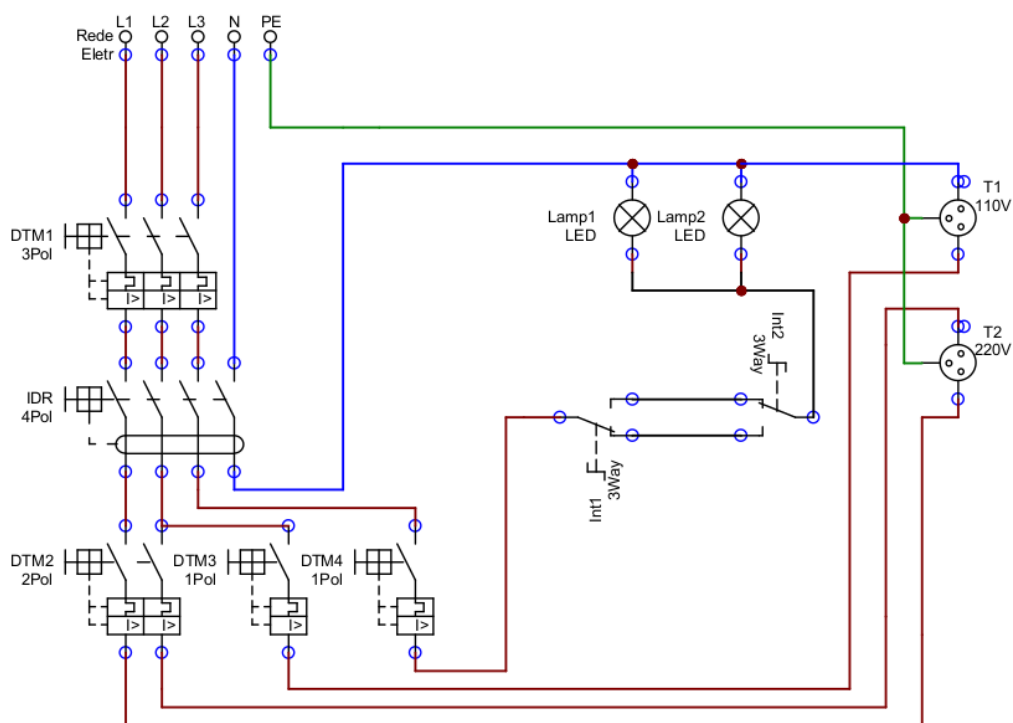 L1 L2 L3 N PE
Rede
Eletr
T1
110V
Lamp1
LED
Lamp2
LED
DTM1
3Pol
I> I> I>
Int2
3Way
T2
220V
IDR
4Pol
Int1
3Way
DTM2
2Pol
DTM3
1Pol
DTM4
1Pol
I> I> I> I>